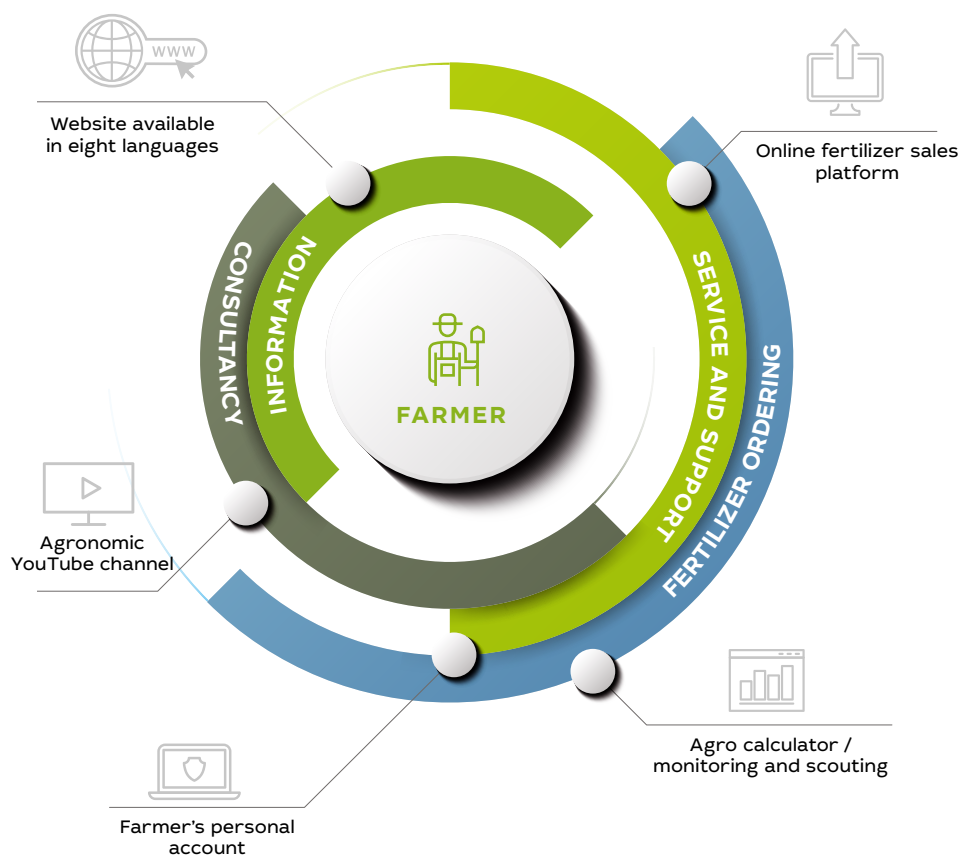 WWW
Website available
in eight languages
Online fertilizer sales
platform
CONSULTANCY
INFORMATION
FARMER
SERVICE AND SUPPORT
FERTILIZER ORDERING
Agronomic
YouTube channel
Agro calculator /
monitoring and scouting
Farmer’s personal
account